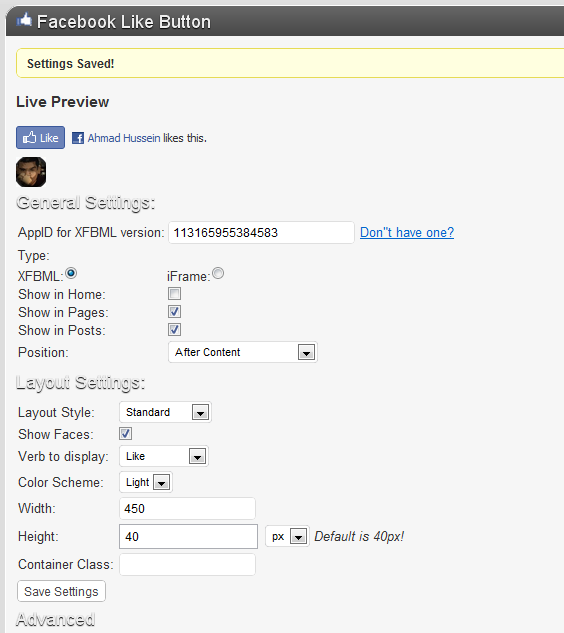 Facebook Like Button
Settings Saved!
Live Preview
Like Ahmad Hussein likes this.
General Settings:
AppID for XFBML version: 113165955384583 Don"t have one?
Type:
XFBML: iFrame:
Show in Home:
Show in Pages:
Show in Posts:
Position: After Content
Layout Settings:
Layout Style: Standard
Show Faces:
Verb to display: Like
Color Scheme: Light
Width: 450
Height: 40 px Default is 40px!
Container Class:
Save Settings
Advanced